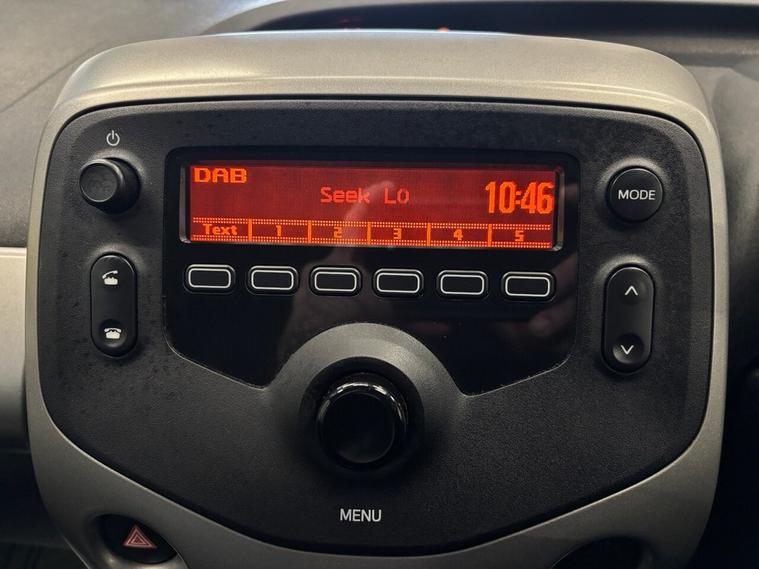 DAB
Seek LO
10:46
Text 1 2 3 4 5
MODE
MENU